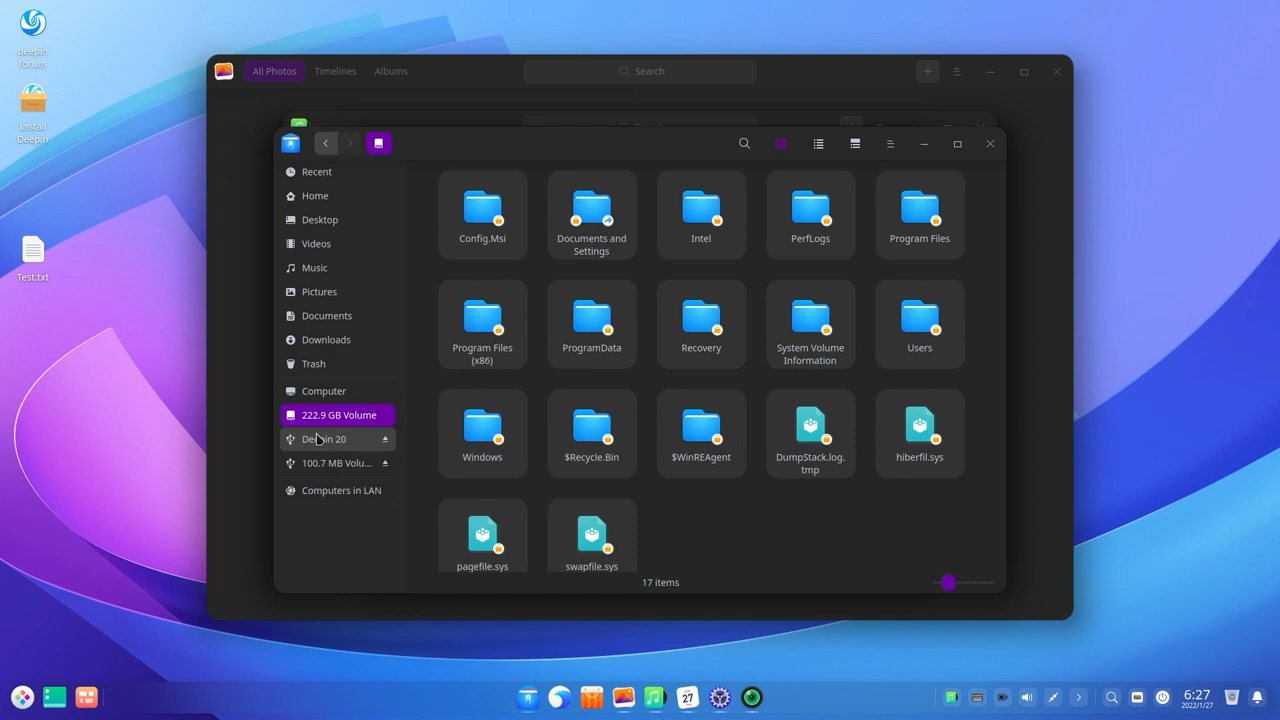 deepin
forum
Install
Deepin
Test.txt
All Photos
Timelines
Albums
Search
Recent
Home
Desktop
Videos
Music
Pictures
Documents
Downloads
Trash
Computer
222.9 GB Volume
Deepin 20
100.7 MB Volu...
Computers in LAN
Config.Msi
Documents and
Settings
Intel
PerfLogs
Program Files
Program Files
(x86)
ProgramData
Recovery
System Volume
Information
Users
Windows
$Recycle.Bin
$WinREAgent
DumpStack.log.
tmp
hiberfil.sys
pagefile.sys
swapfile.sys
17 items
27
6:27
2022/1/27